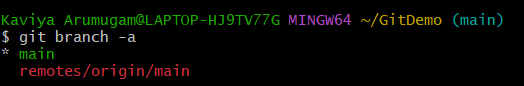 Kaviya Arumugam@LAPTOP-HJ9TV77G MINGW64 ~/GitDemo (main)
$ git branch -a
* main
  remotes/origin/main